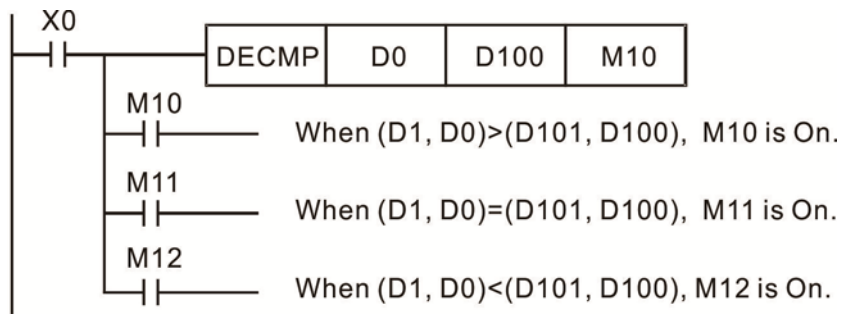 X0
DECMP D0 D100 M10
M10
When (D1, D0)>(D101, D100), M10 is On.
M11
When (D1, D0)=(D101, D100), M11 is On.
M12
When (D1, D0)<(D101, D100), M12 is On.